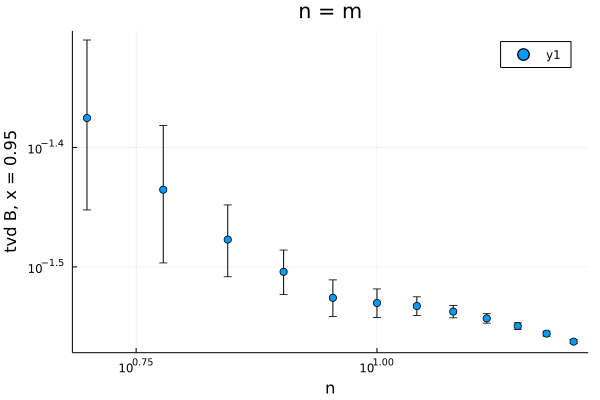 n = m
y1
tvd B, x = 0.95
10^-1.4
10^-1.5
10^0.75
10^1.00
n